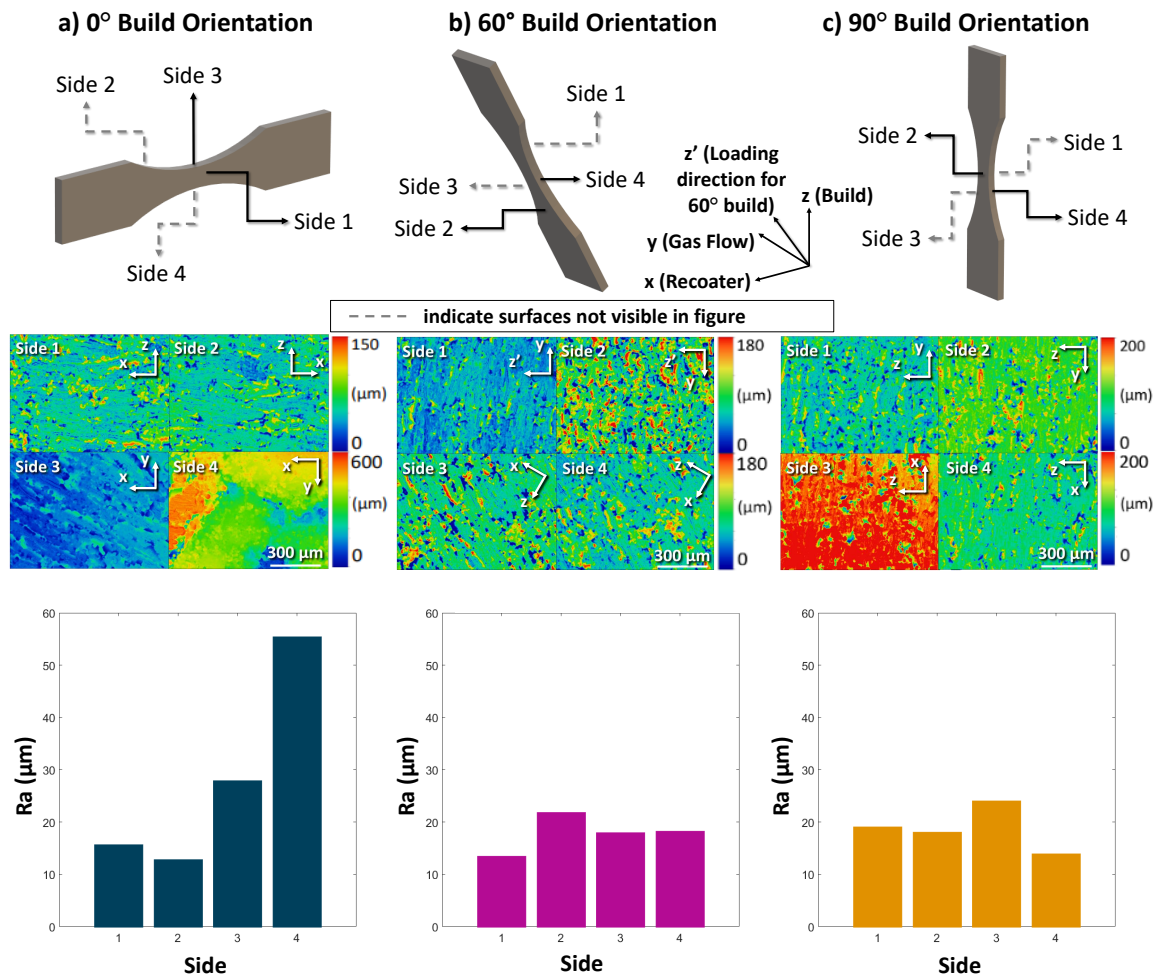 a) 0° Build Orientation
Side 2
Side 3
Side 1
Side 4
b) 60° Build Orientation
Side 1
Side 3
Side 4
Side 2
z’ (Loading
direction for
60° build)
z (Build)
y (Gas Flow)
x (Recoater)
c) 90° Build Orientation
Side 2
Side 1
Side 3
Side 4
indicate surfaces not visible in figure
Side 1
z
x
Side 2
z
x
150
(µm)
0
Side 3
y
x
Side 4
x
y
300 µm
600
(µm)
0
Side 1
y
z’
Side 2
z’
y
180
(µm)
0
Side 3
x
z
Side 4
z
x
300 µm
180
(µm)
0
Side 1
y
z
Side 2
z
y
200
(µm)
0
Side 3
x
z
Side 4
z
x
300 µm
200
(µm)
0
60
50
40
30
20
10
0
Ra (µm)
1 2 3 4
Side
60
50
40
30
20
10
0
Ra (µm)
1 2 3 4
Side
60
50
40
30
20
10
0
Ra (µm)
1 2 3 4
Side